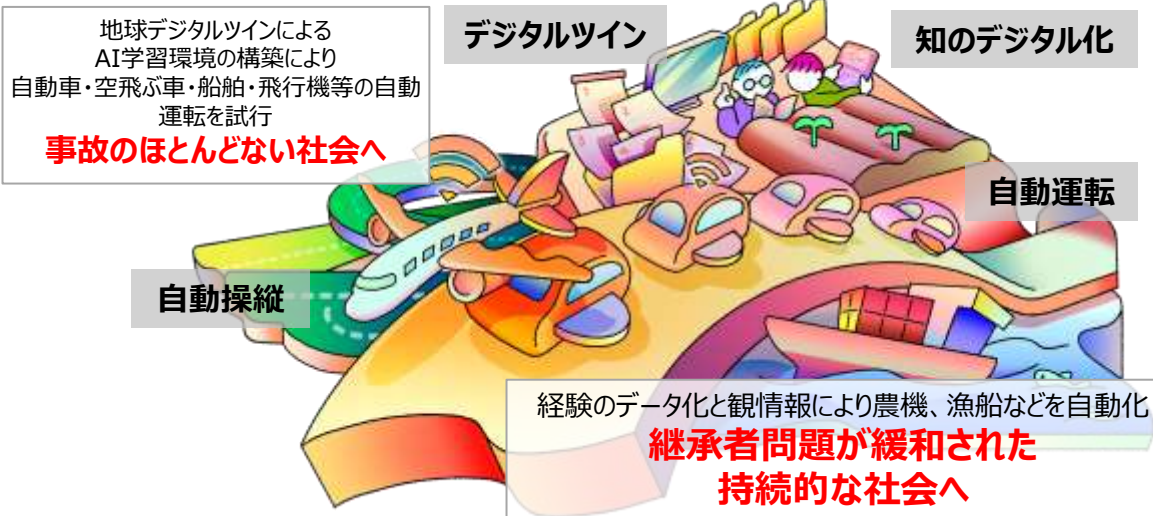 地球デジタルツインによる
AI学習環境の構築により
自動車・空飛ぶ車・船舶・飛行機等の自動
運転を試行
事故のほとんどない社会へ
デジタルツイン
知のデジタル化
自動運転
自動操縦
経験のデータ化と観情報により農機、漁船などを自動化
継承者問題が緩和された
持続的な社会へ